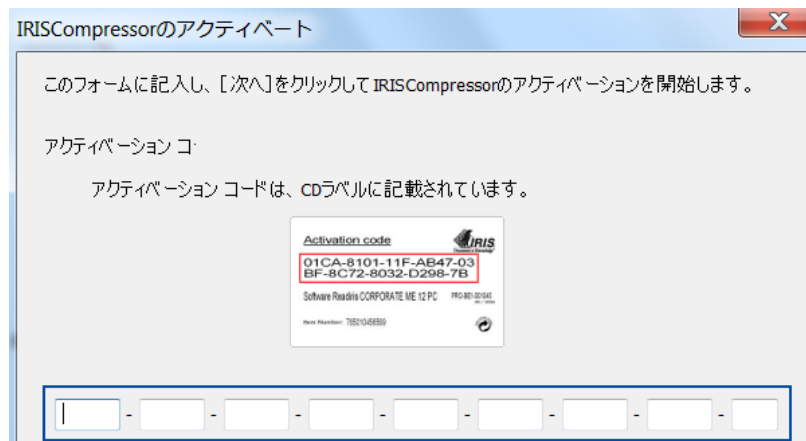 IRISCompressorのアクティベート
このフォームに記入し、[次へ]をクリックしてIRISCompressorのアクティベーションを開始します。
アクティベーション コ
アクティベーション コードは、CDラベルに記載されています。
Activation code
IRIS
01CA-8101-11F-AB47-03
BF-8C72-8032-D298-7B
Software Readiris CORPORATE ME 12 PC
Item Number: 765010456569
- - - - - - - -